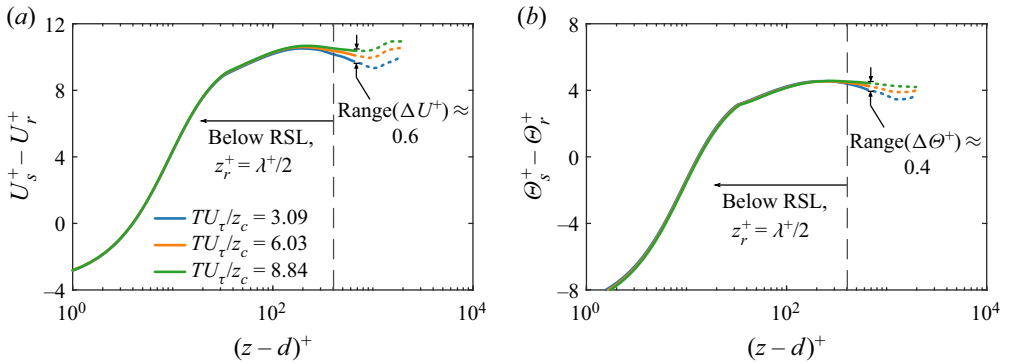 (a)
U_s^+ – U_r^+
12
8
4
0
–4
10^0
10^2
10^4
(z – d)^+
Range(ΔU^+) ≈
0.6
Below RSL,
z_r^+ = λ^+/2
TU_τ/z_c = 3.09
TU_τ/z_c = 6.03
TU_τ/z_c = 8.84
(b)
Θ_s^+ – Θ_r^+
8
4
0
–4
–8
10^0
10^2
10^4
(z – d)^+
Range(ΔΘ^+) ≈
0.4
Below RSL,
z_r^+ = λ^+/2